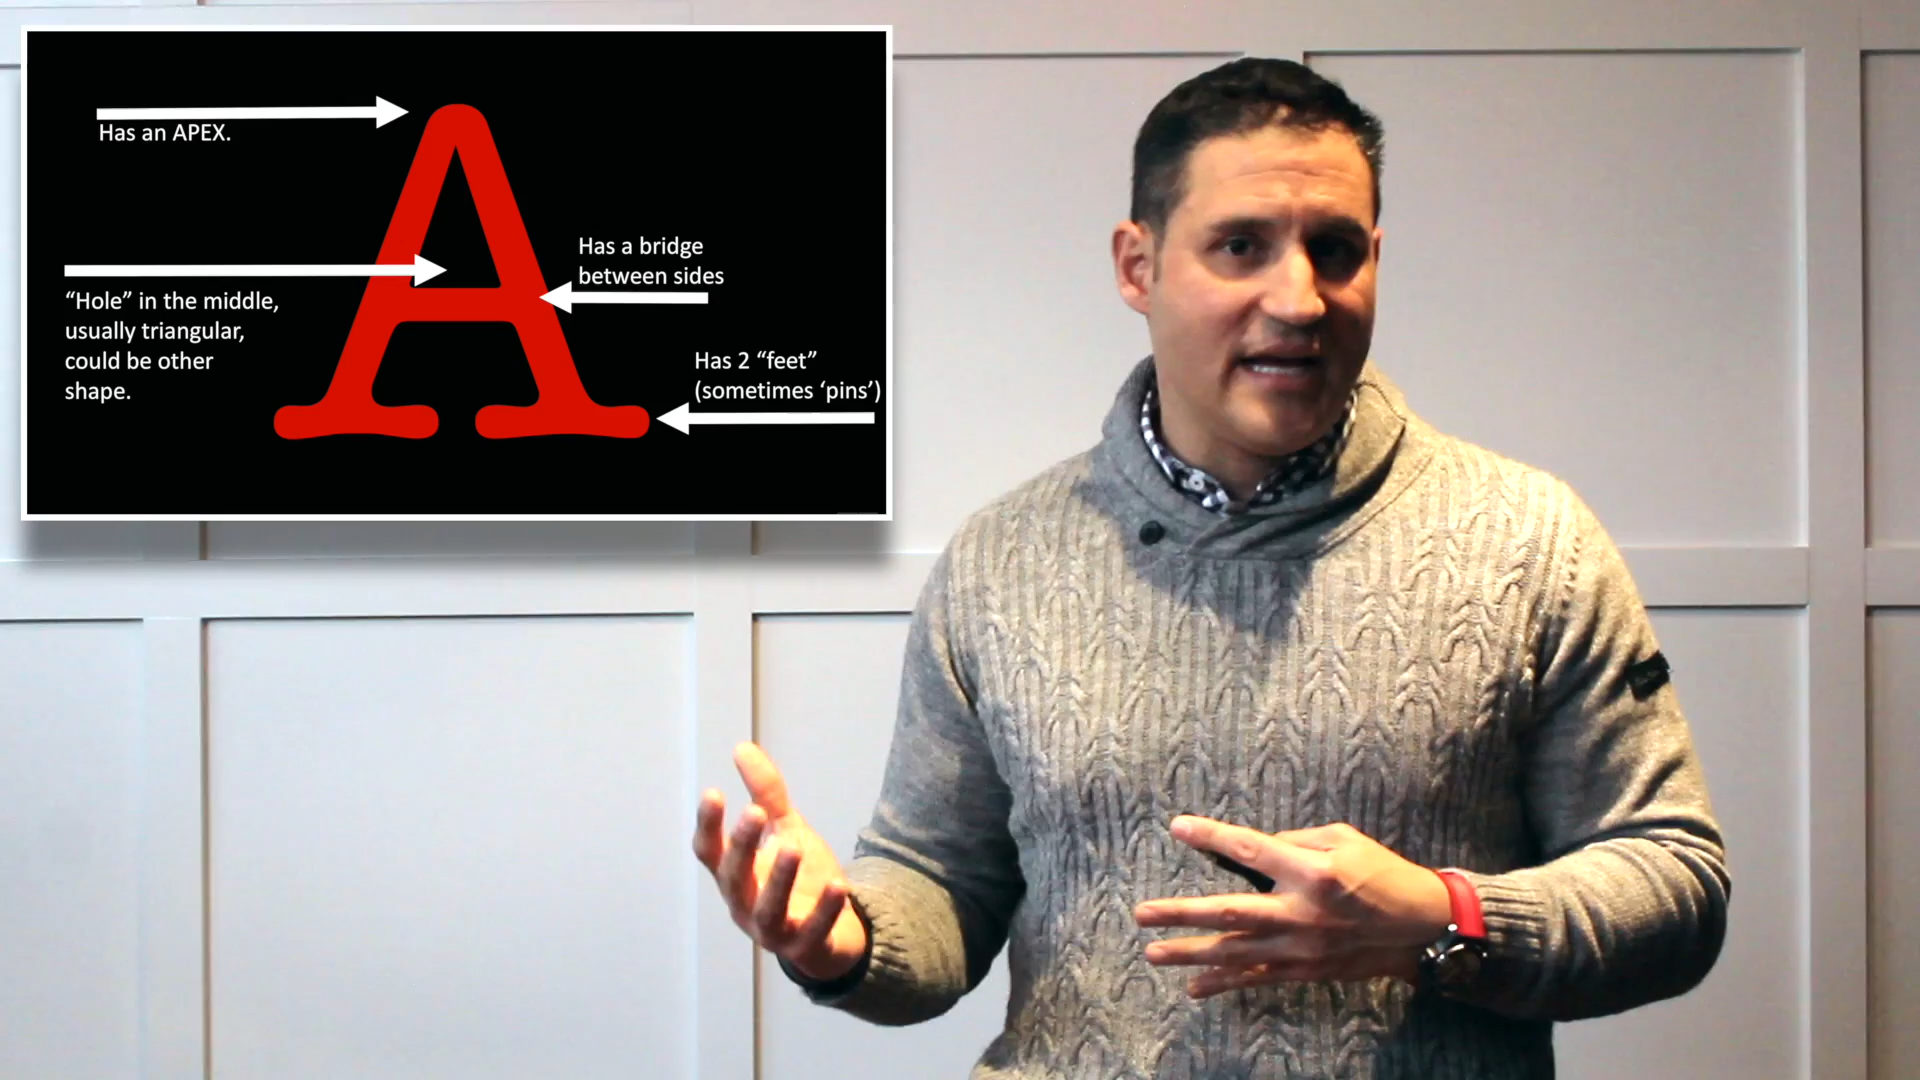 Has an APEX.
A
Has a bridge
between sides
“Hole” in the middle,
usually triangular,
could be other
shape.
Has 2 “feet”
(sometimes ‘pins’)